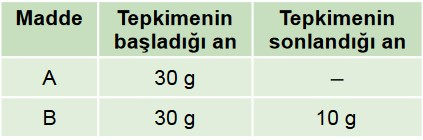 Madde Tepkimenin başladığı an Tepkimenin sonlandığı an
A 30 g –
B 30 g 10 g